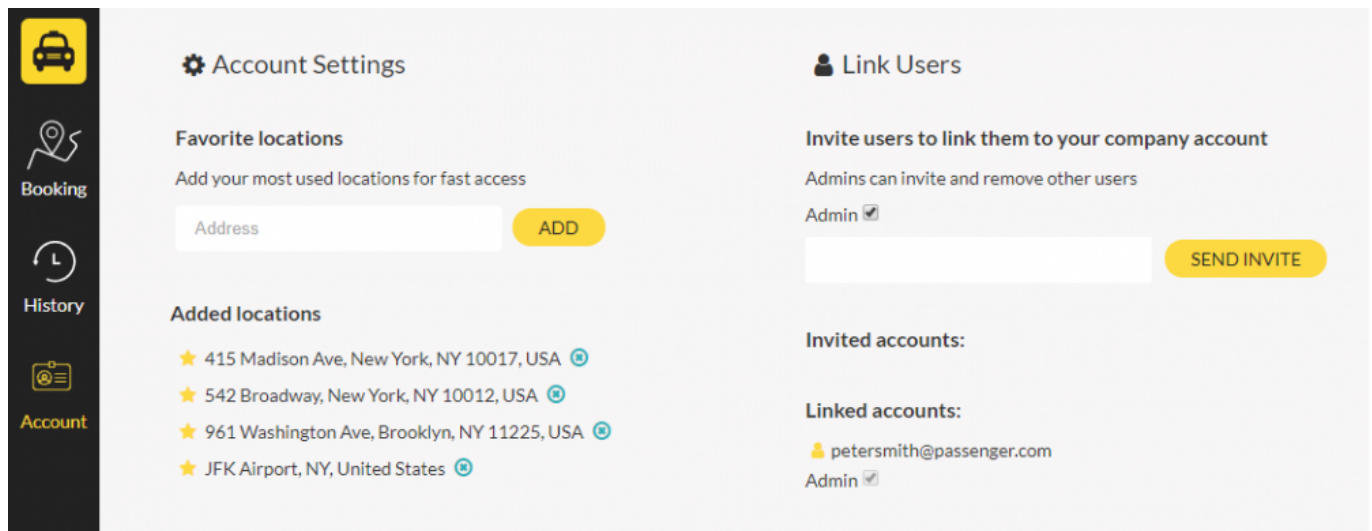 Booking
History
Account
Account Settings
Favorite locations
Add your most used locations for fast access
Address
ADD
Added locations
415 Madison Ave, New York, NY 10017, USA
542 Broadway, New York, NY 10012, USA
961 Washington Ave, Brooklyn, NY 11225, USA
JFK Airport, NY, United States
Link Users
Invite users to link them to your company account
Admins can invite and remove other users
Admin
SEND INVITE
Invited accounts:
Linked accounts:
petersmith@passenger.com
Admin